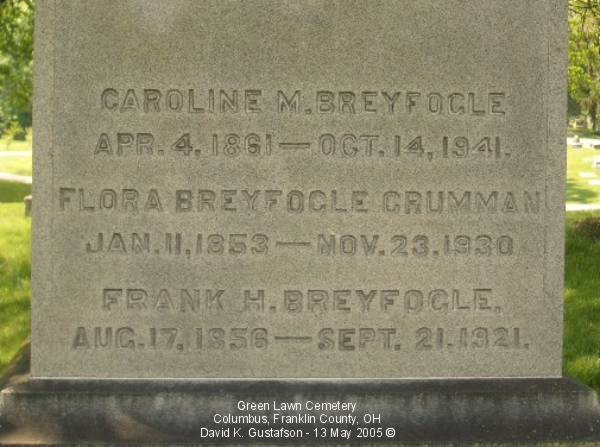 CAROLINE M. BREYFOGLE
APR. 4, 1861 — OCT. 14, 1941.
FLORA BREYFOGLE CRUMMAN
JAN. 11, 1853 — NOV. 23, 1930
FRANK H. BREYFOGLE.
AUG. 17, 1856 — SEPT. 21, 1921.
Green Lawn Cemetery
Columbus, Franklin County, OH
David K. Gustafson - 13 May 2005 ©